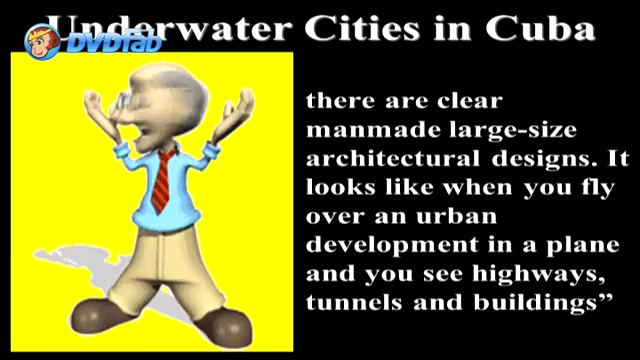 Underwater Cities in Cuba
DVDFab
there are clear
manmade large-size
architectural designs. It
looks like when you fly
over an urban
development in a plane
and you see highways,
tunnels and buildings”